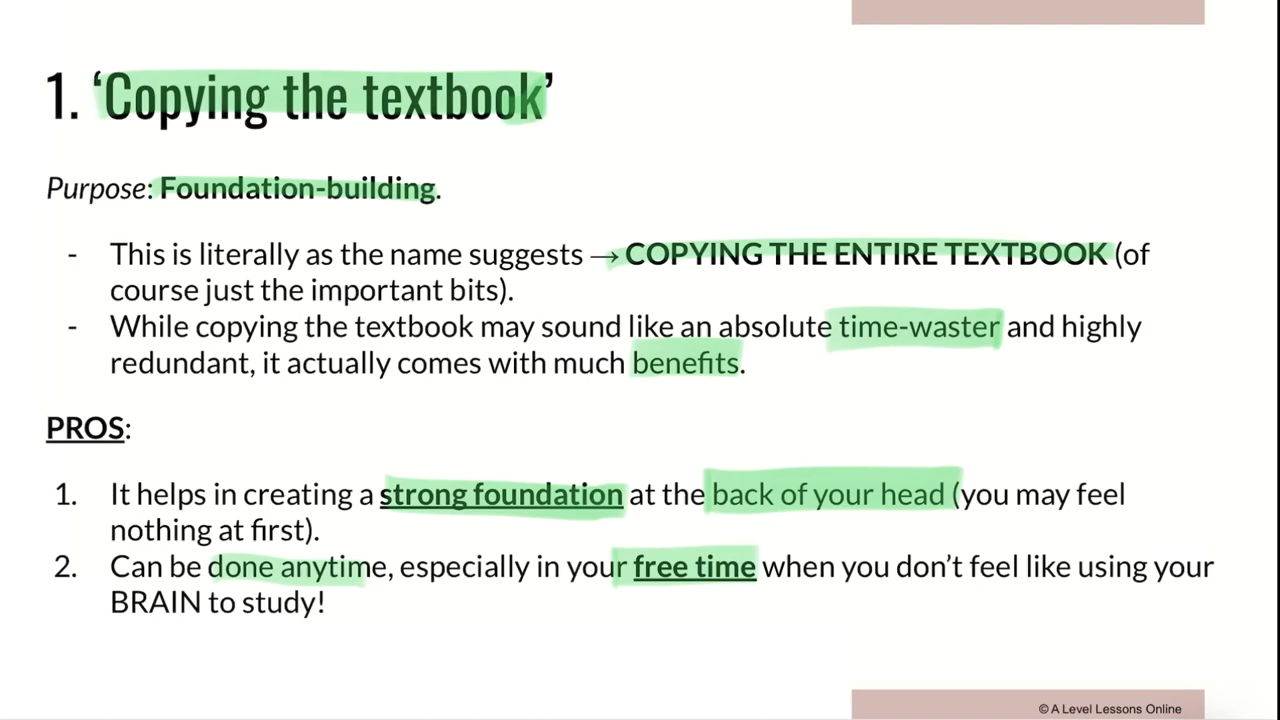 1. ‘Copying the textbook’
Purpose: Foundation-building.
- This is literally as the name suggests → COPYING THE ENTIRE TEXTBOOK (of
course just the important bits).
- While copying the textbook may sound like an absolute time-waster and highly
redundant, it actually comes with much benefits.
PROS:
1. It helps in creating a strong foundation at the back of your head (you may feel
nothing at first).
2. Can be done anytime, especially in your free time when you don’t feel like using your
BRAIN to study!
© A Level Lessons Online